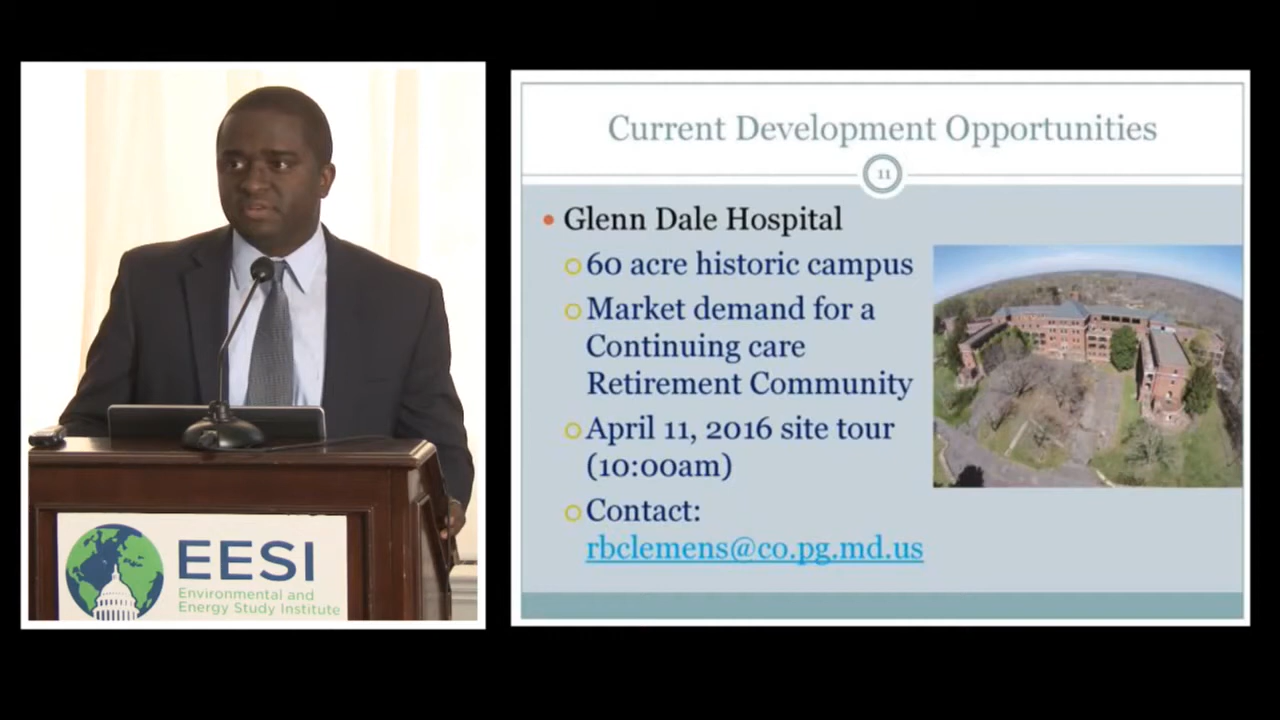 EESI
Environmental and
Energy Study Institute
Current Development Opportunities
11
Glenn Dale Hospital
60 acre historic campus
Market demand for a
Continuing care
Retirement Community
April 11, 2016 site tour
(10:00am)
Contact:
rbclemens@co.pg.md.us